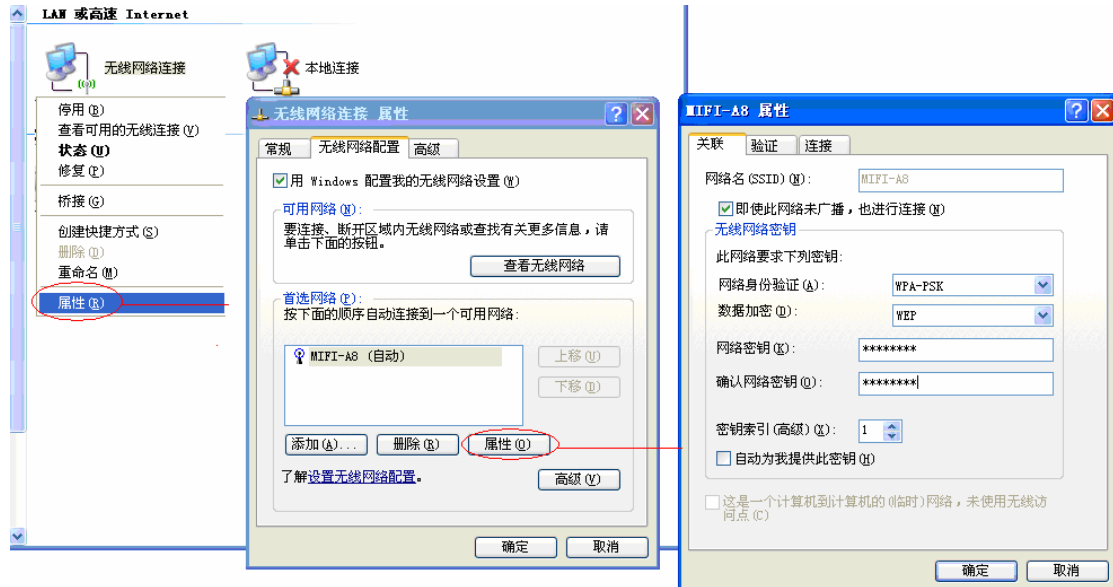 LAN 或高速 Internet
无线网络连接
本地连接
停用(B)
查看可用的无线连接(V)
状态(U)
修复(P)
桥接(G)
创建快捷方式(S)
删除(D)
重命名(M)
属性(R)
无线网络连接 属性
常规 无线网络配置 高级
用 Windows 配置我的无线网络设置(W)
可用网络(N):
要连接、断开区域内无线网络或查找有关更多信息，请
单击下面的按钮。
查看无线网络
首选网络(P):
按下面的顺序自动连接到一个可用网络:
MIFI-A8 (自动)
上移(U)
下移(D)
添加(A)... 删除(R) 属性(O)
了解设置无线网络配置。
高级(V)
确定 取消
MIFI-A8 属性
关联 验证 连接
网络名(SSID)(N): MIFI-A8
即使此网络未广播，也进行连接(N)
无线网络密钥
此网络要求下列密钥:
网络身份验证(A): WPA-PSK
数据加密(D): WEP
网络密钥(K): ********
确认网络密钥(O): ********
密钥索引(高级)(X): 1
自动为我提供此密钥(H)
这是一个计算机到计算机的(临时)网络，未使用无线访
问点(C)
确定 取消